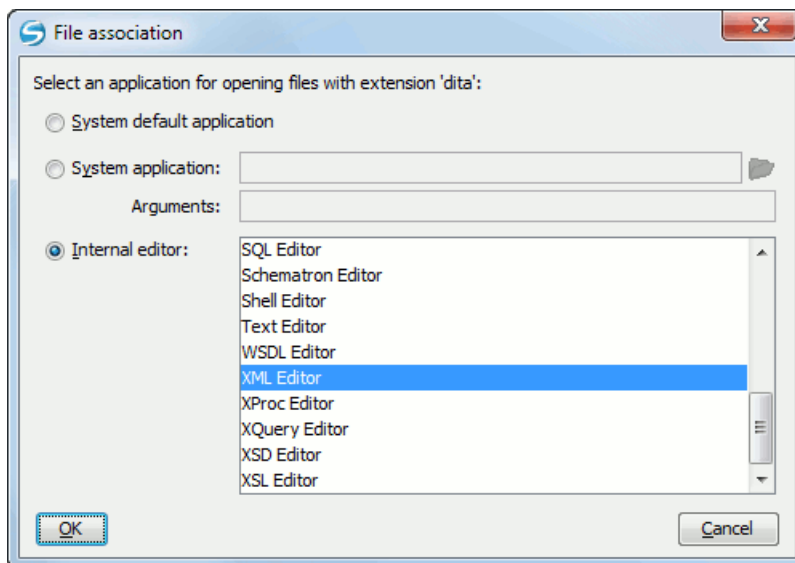 File association
Select an application for opening files with extension 'dita':
System default application
System application:
Arguments:
Internal editor:
SQL Editor
Schematron Editor
Shell Editor
Text Editor
WSDL Editor
XML Editor
XProc Editor
XQuery Editor
XSD Editor
XSL Editor
OK
Cancel